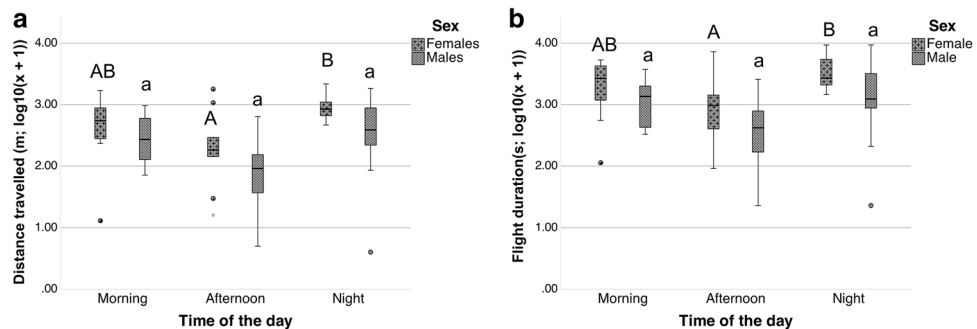 a
Sex
Females
Males
Distance travelled (m; log10(x + 1))
4.00
3.00
2.00
1.00
.00
AB
a
A
a
B
a
Morning
Afternoon
Night
Time of the day
b
Sex
Female
Male
Flight duration(s; log10(x + 1))
4.00
3.00
2.00
1.00
.00
AB
a
A
a
B
a
Morning
Afternoon
Night
Time of the day